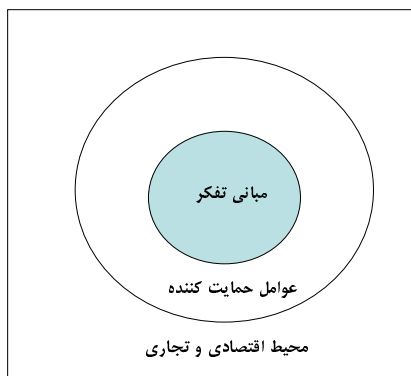 مبانی تفکر
عوامل حمایت کننده
محیط اقتصادی و تجاری